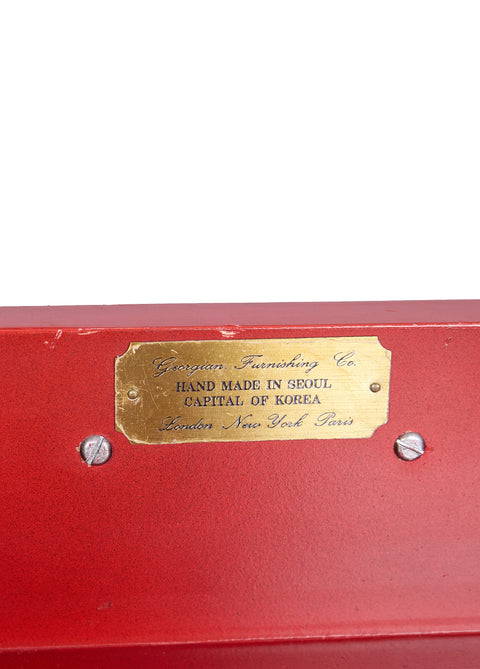 Georgian Furnishing Co.
HAND MADE IN SEOUL
CAPITAL OF KOREA
London New York Paris